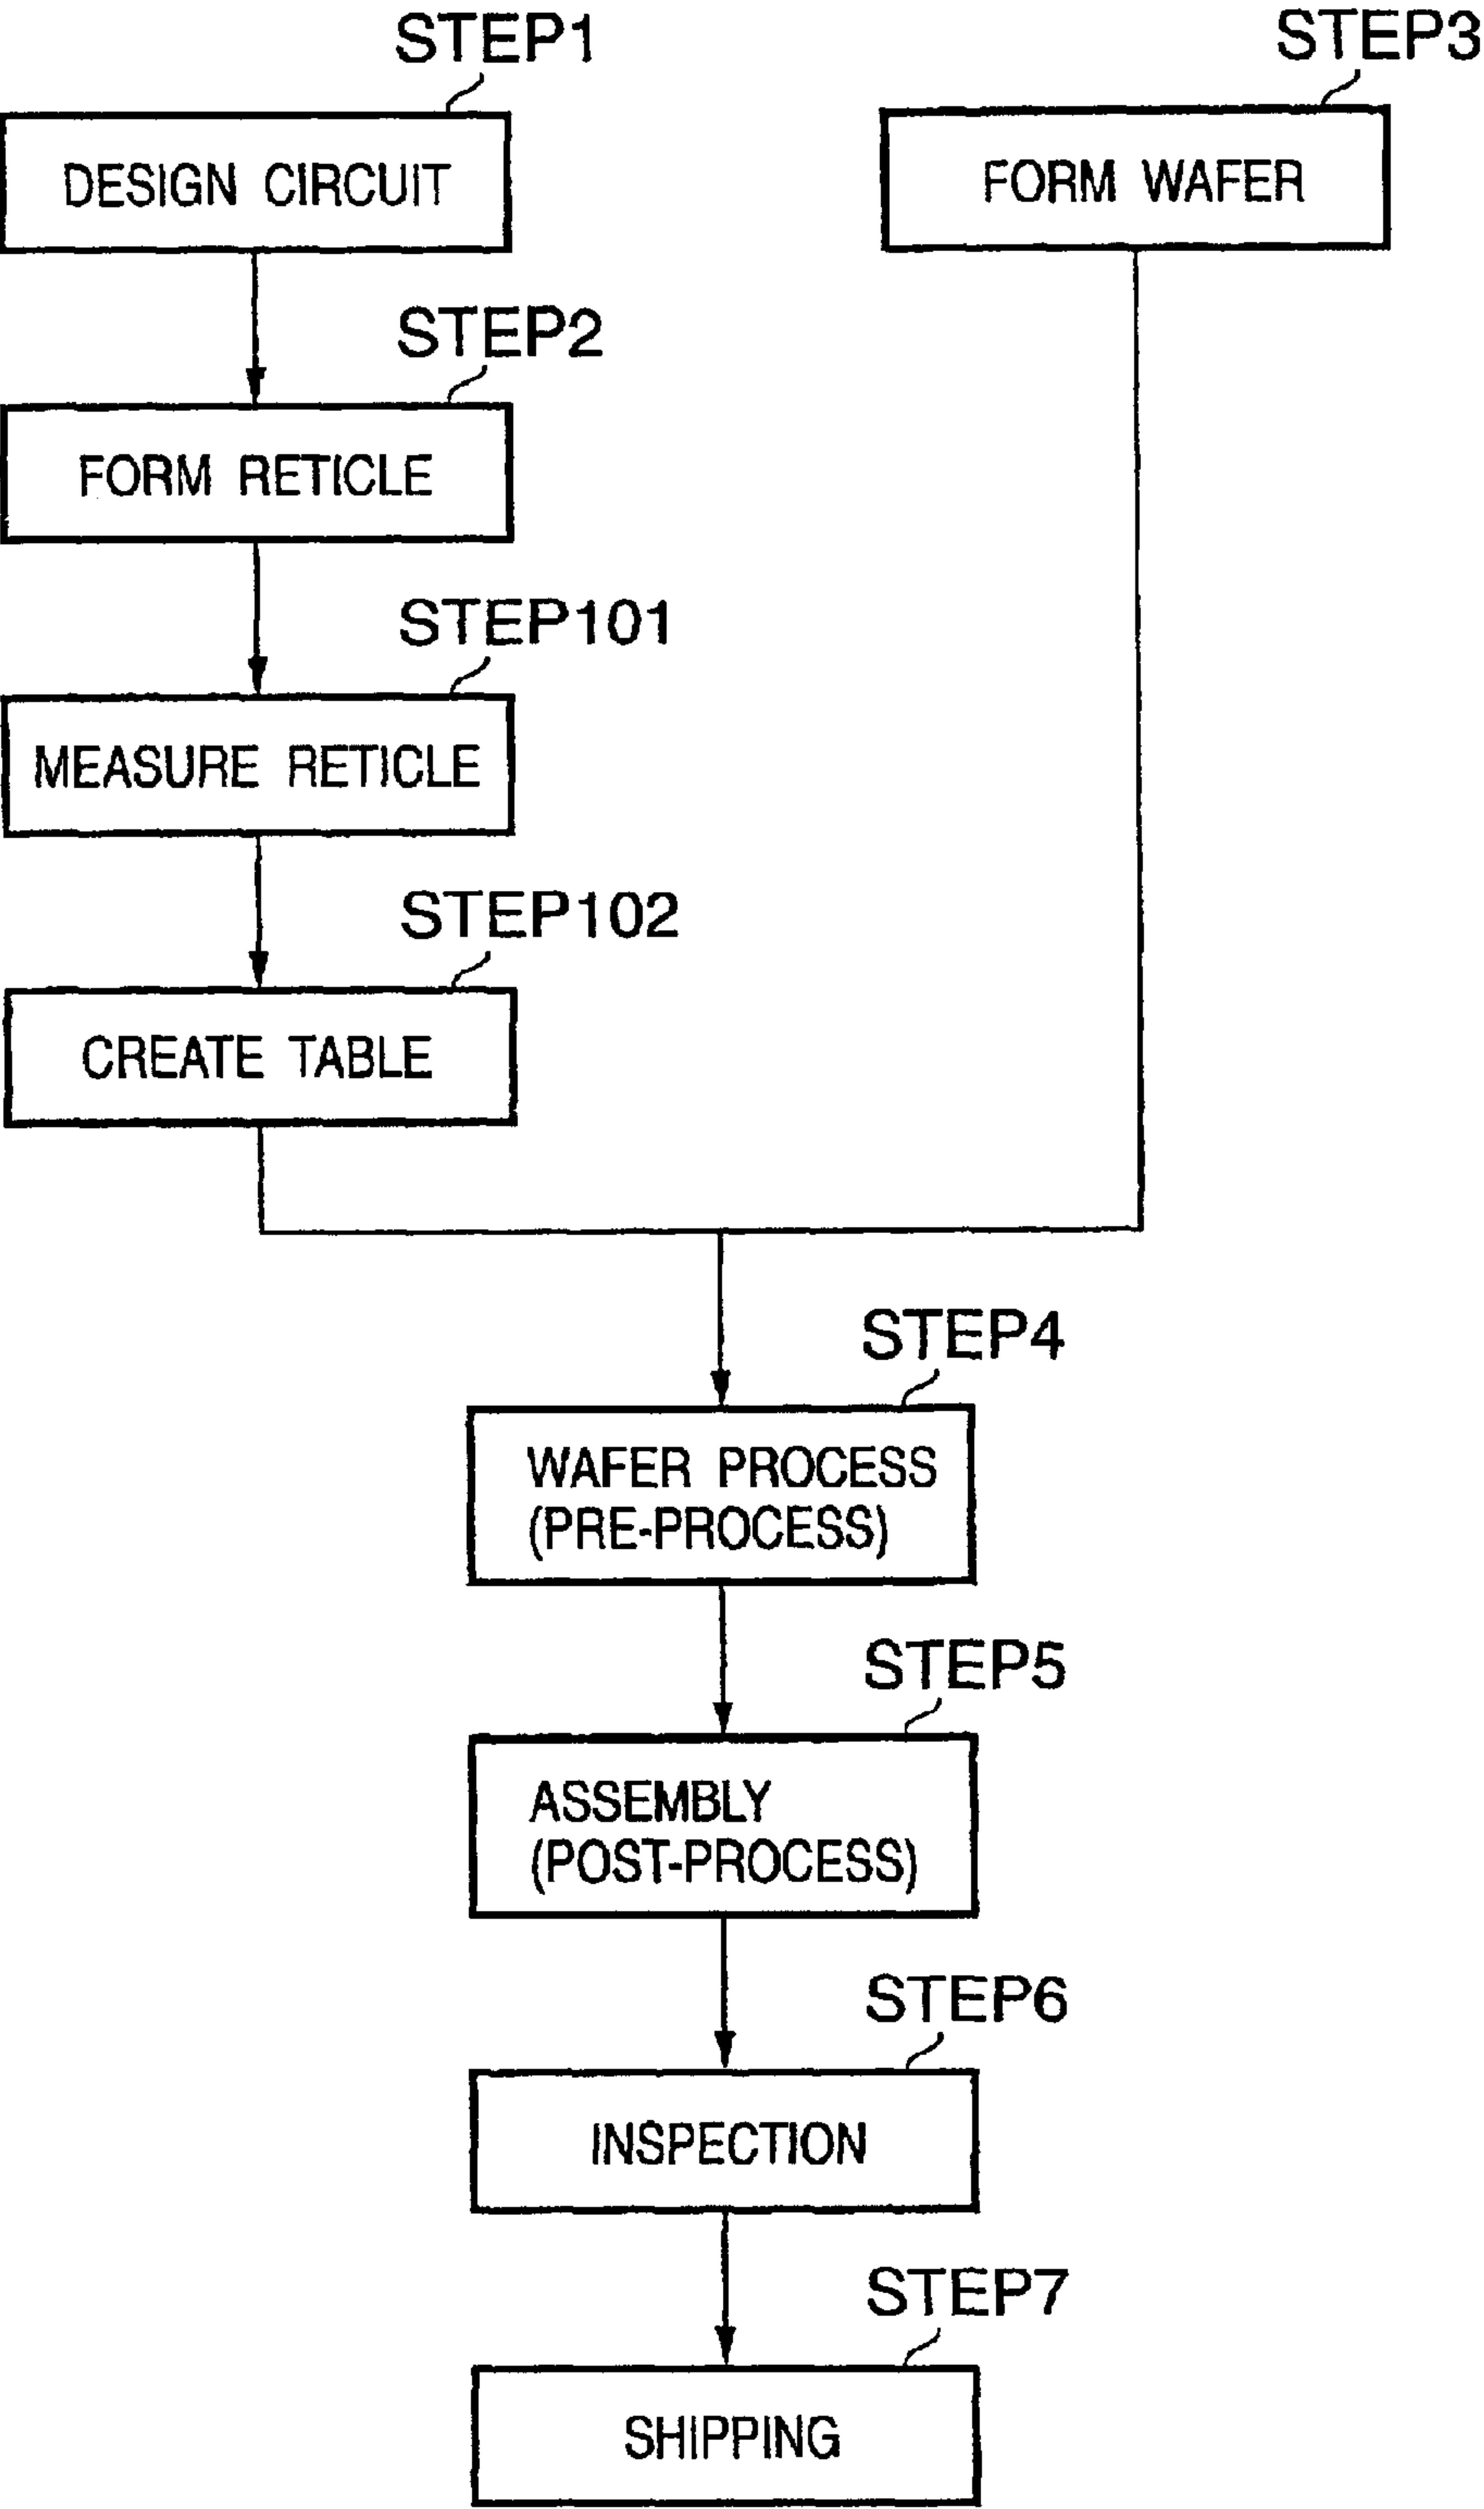 STEP1
DESIGN CIRCUIT
STEP2
FORM RETICLE
STEP101
MEASURE RETICLE
STEP102
CREATE TABLE
STEP3
FORM WAFER
STEP4
WAFER PROCESS
(PRE-PROCESS)
STEP5
ASSEMBLY
(POST-PROCESS)
STEP6
INSPECTION
STEP7
SHIPPING